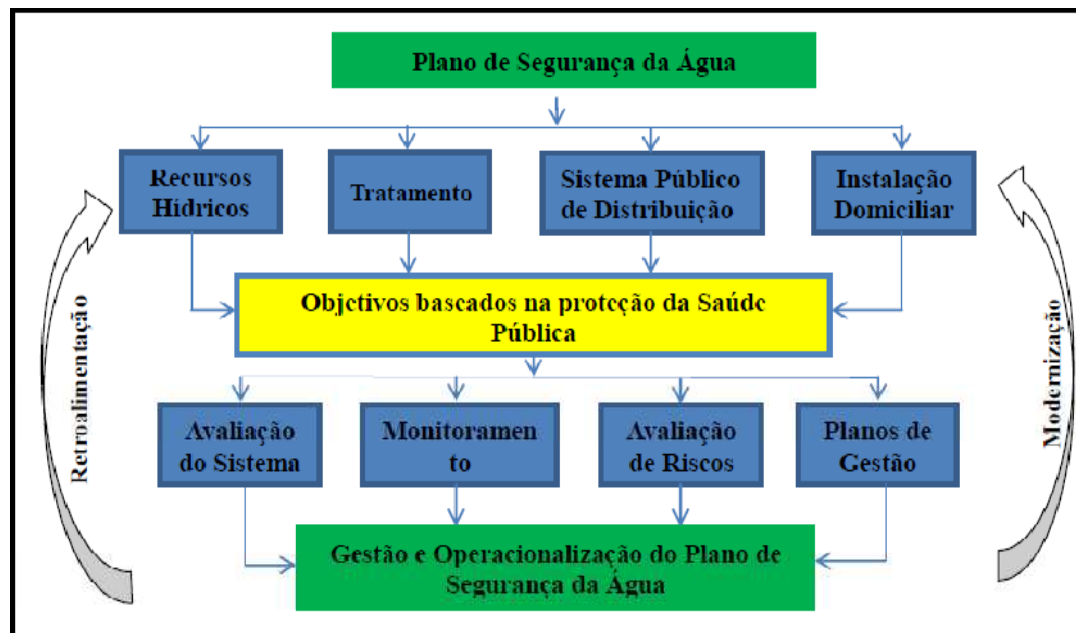 Plano de Segurança da Água
Recursos
Hídricos
Tratamento
Sistema Público
de Distribuição
Instalação
Domiciliar
Objetivos baseados na proteção da Saúde
Pública
Retroalimentação
Modernização
Avaliação
do Sistema
Monitoramen
to
Avaliação
de Riscos
Planos de
Gestão
Gestão e Operacionalização do Plano de
Segurança da Água